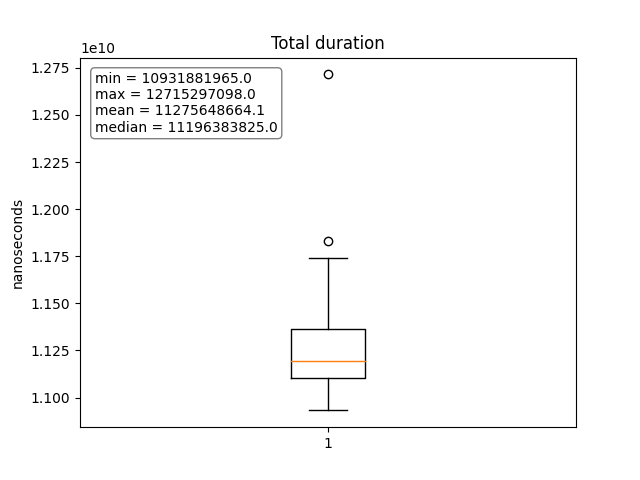 Total duration
1e10
min = 10931881965.0
max = 12715297098.0
mean = 11275648664.1
median = 11196383825.0
nanoseconds
1.275
1.250
1.225
1.200
1.175
1.150
1.125
1.100
1